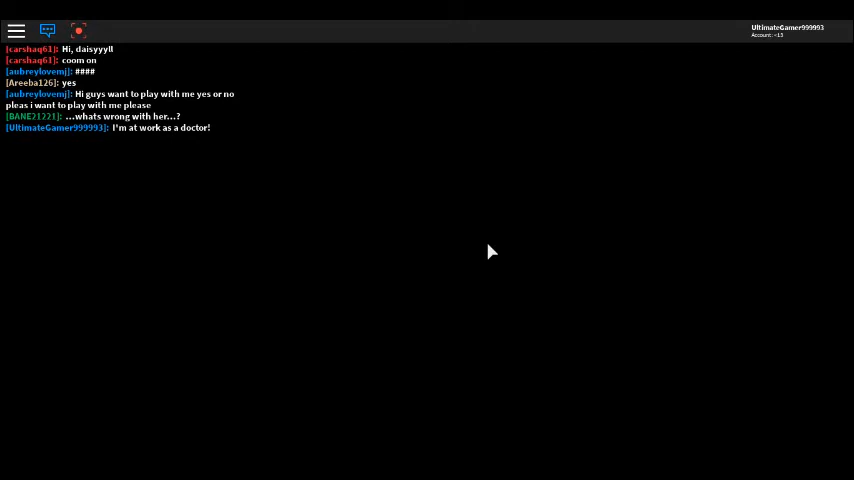 UltimateGamer999993
Account: <13
[carshaq61]: Hi, daisyyyll
[carshaq61]: coom on
[aubreylovemj]: ####
[Areeba126]: yes
[aubreylovemj]: Hi guys want to play with me yes or no
pleas i want to play with me please
[BANE21221]: ...whats wrong with her...?
[UltimateGamer999993]: I'm at work as a doctor!